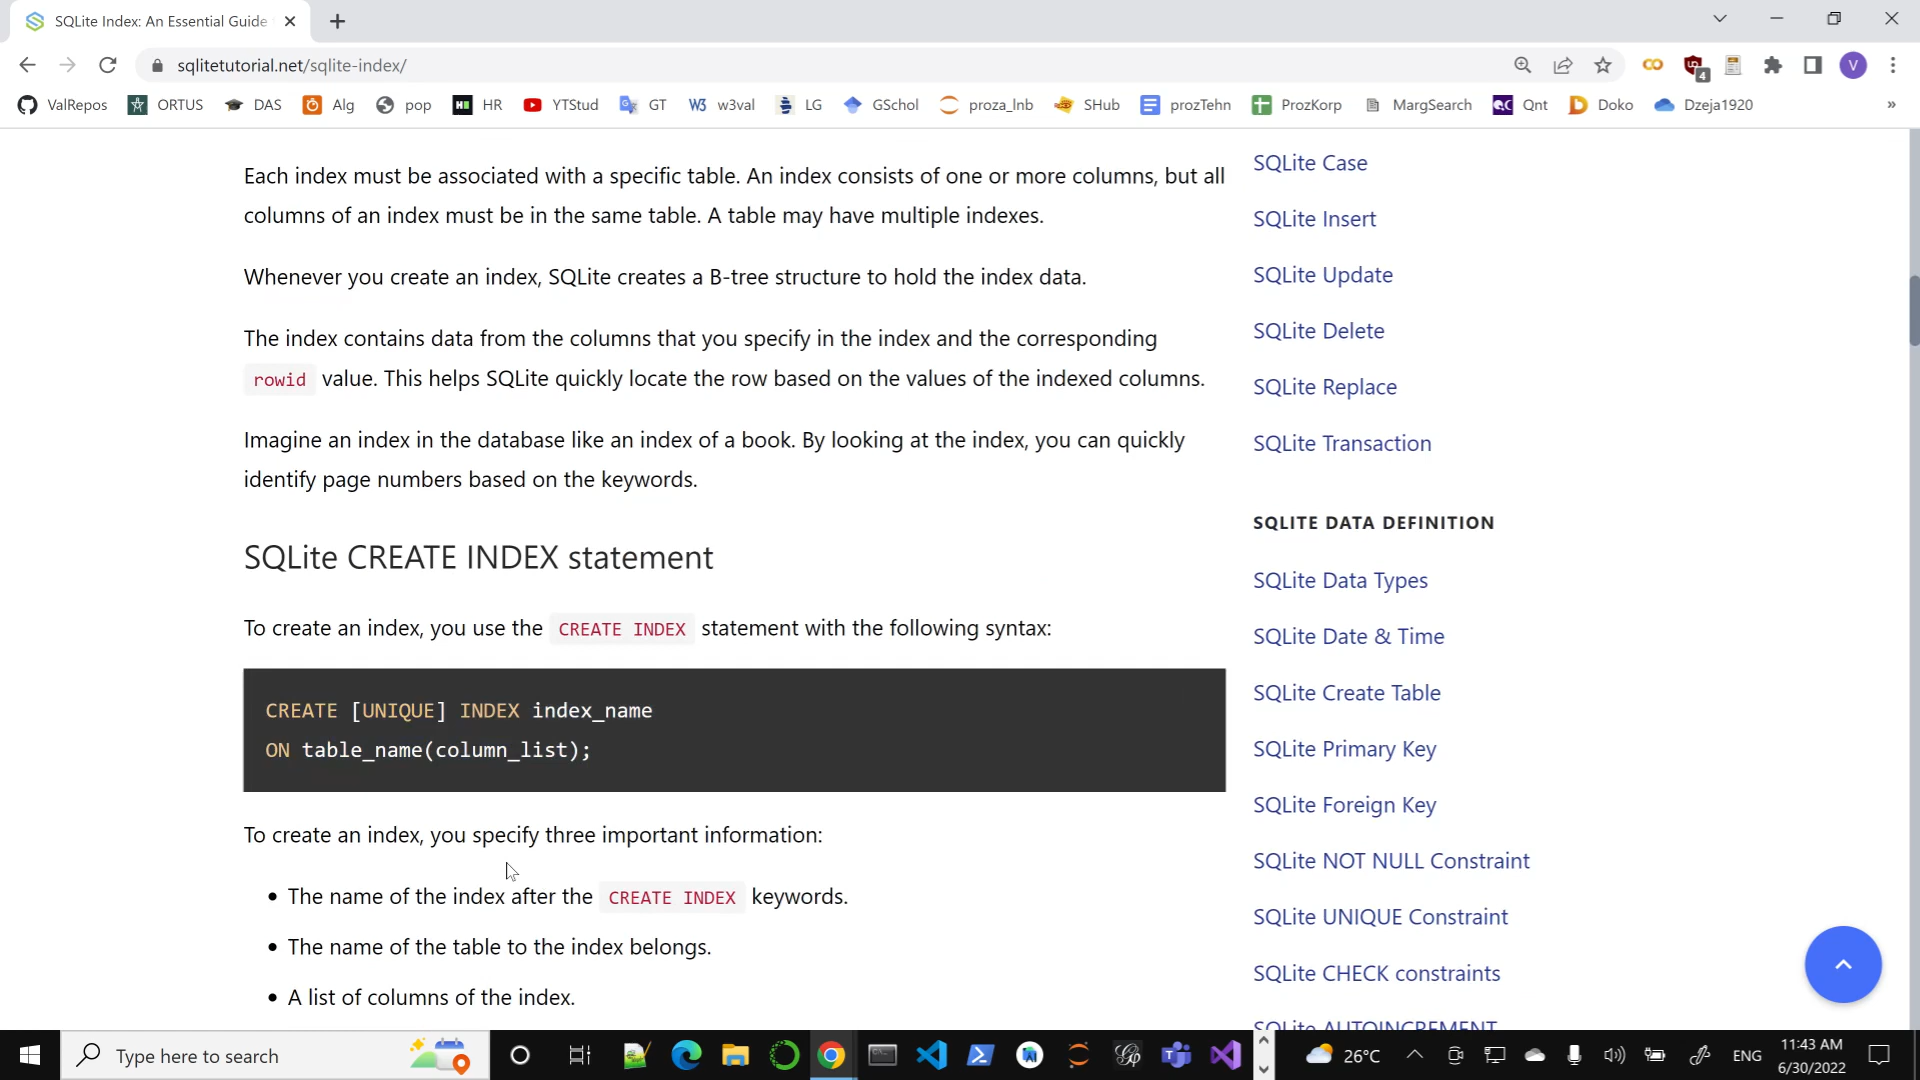 SQLite Index: An Essential Guide
sqlitetutorial.net/sqlite-index/
4
V
ValRepos
ORTUS
DAS
Alg
pop
HR
YTStud
GT
w3val
LG
GSchol
proza_lnb
SHub
prozTehn
ProzKorp
MargSearch
Qnt
Doko
Dzeja1920
»
Each index must be associated with a specific table. An index consists of one or more columns, but all
columns of an index must be in the same table. A table may have multiple indexes.
Whenever you create an index, SQLite creates a B-tree structure to hold the index data.
The index contains data from the columns that you specify in the index and the corresponding
rowid value. This helps SQLite quickly locate the row based on the values of the indexed columns.
Imagine an index in the database like an index of a book. By looking at the index, you can quickly
identify page numbers based on the keywords.
SQLite CREATE INDEX statement
To create an index, you use the CREATE INDEX statement with the following syntax:
CREATE [UNIQUE] INDEX index_name
ON table_name(column_list);
To create an index, you specify three important information:
• The name of the index after the CREATE INDEX keywords.
• The name of the table to the index belongs.
• A list of columns of the index.
SQLite Case
SQLite Insert
SQLite Update
SQLite Delete
SQLite Replace
SQLite Transaction
SQLITE DATA DEFINITION
SQLite Data Types
SQLite Date & Time
SQLite Create Table
SQLite Primary Key
SQLite Foreign Key
SQLite NOT NULL Constraint
SQLite UNIQUE Constraint
SQLite CHECK constraints
SQLite AUTOINCREMENT
Type here to search
26°C
ENG
11:43 AM
6/30/2022